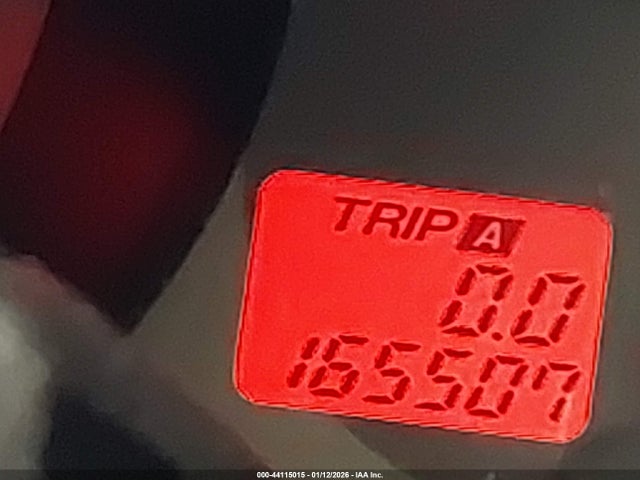 TRIP A
0.0
165507
000-44115015 - 01/12/2026 - IAA Inc.